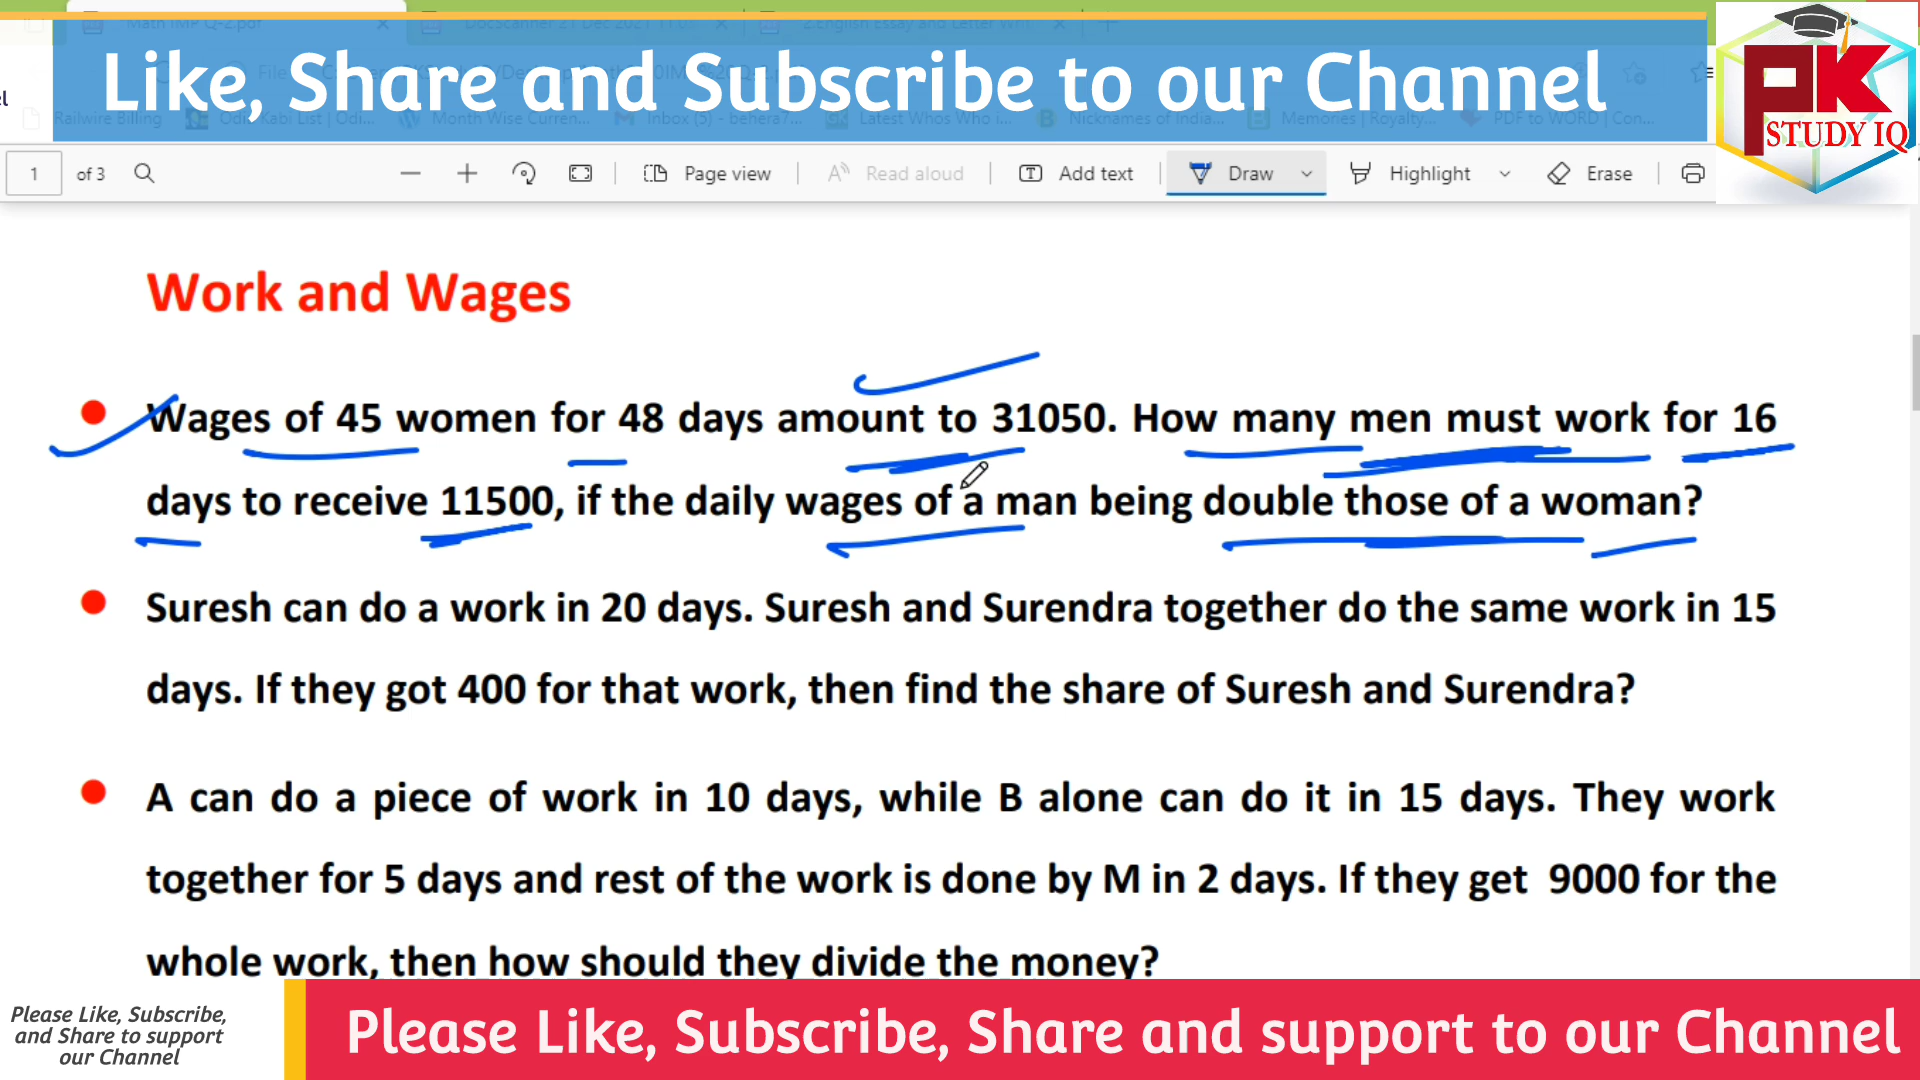 Like, Share and Subscribe to our Channel
PK
STUDY IQ
1 of 3
Page view
Read aloud
Add text
Draw
Highlight
Erase
Work and Wages
Wages of 45 women for 48 days amount to 31050. How many men must work for 16
days to receive 11500, if the daily wages of a man being double those of a woman?
Suresh can do a work in 20 days. Suresh and Surendra together do the same work in 15
days. If they got 400 for that work, then find the share of Suresh and Surendra?
A can do a piece of work in 10 days, while B alone can do it in 15 days. They work
together for 5 days and rest of the work is done by M in 2 days. If they get 9000 for the
whole work, then how should they divide the money?
Please Like, Subscribe,
and Share to support
our Channel
Please Like, Subscribe, Share and support to our Channel